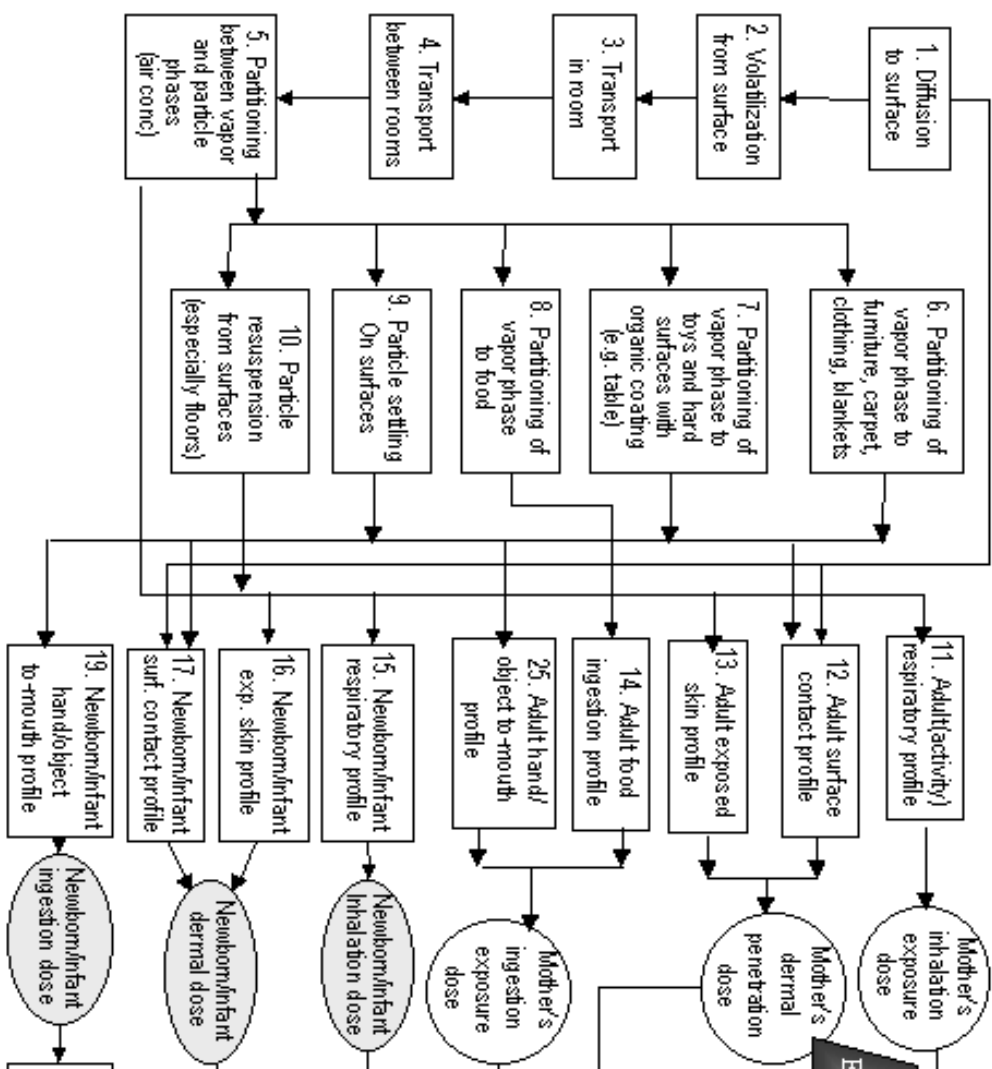 1. Diffusion
to surface
2. Volatilization
from surface
3. Transport
in room
4. Transport
between rooms
5. Partitioning
between vapor
and particle
phases
(air conc)
6. Partitioning of
vapor phase to
furniture, carpet,
clothing, blankets
7. Partitioning of
vapor phase to
toys and hard
surfaces with
organic coating
(e.g. table)
8. Partitioning of
vapor phase
to food
9. Particle settling
On surfaces
10. Particle
resuspension
from surfaces
(especially floors)
11. Adult(activity)
respiratory profile
12. Adult surface
contact profile
13. Adult exposed
skin profile
14. Adult food
ingestion profile
25. Adult hand/
object to-mouth
profile
15. Newborn/infant
respiratory profile
16. Newborn/infant
exp. skin profile
17. Newborn/infant
surf. contact profile
19. Newborn/infant
hand/object
to-mouth profile
Mother's
inhalation
exposure
dose
Mother's
dermal
penetration
dose
Mother's
ingestion
exposure
dose
Newborn/infant
Inhalation dose
Newborn/infant
dermal dose
Newborn/infant
ingestion dose